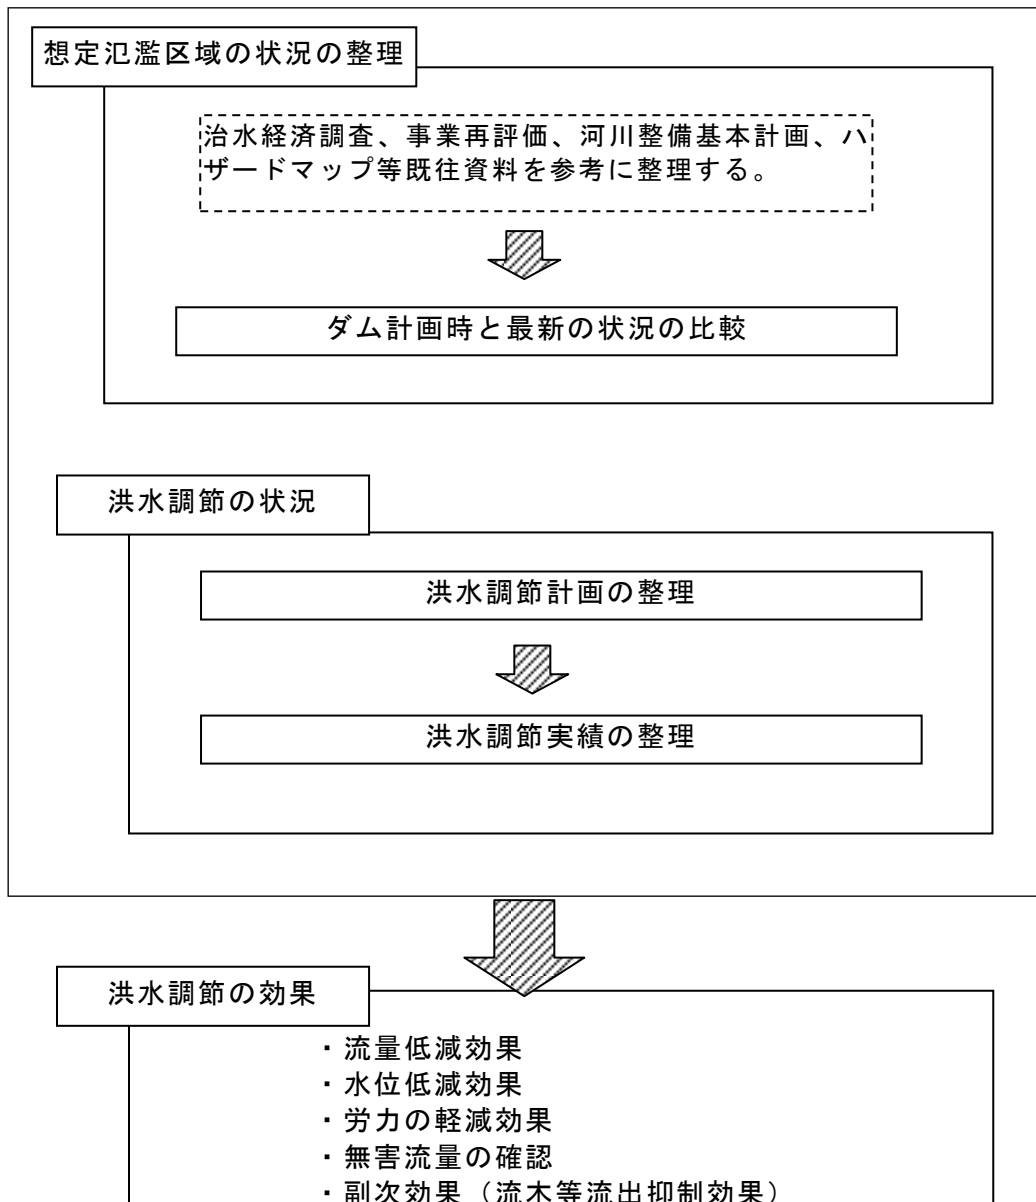 想定氾濫区域の状況の整理
治水経済調査、事業再評価、河川整備基本計画、ハ
ザードマップ等既往資料を参考に整理する。
ダム計画時と最新の状況の比較
洪水調節の状況
洪水調節計画の整理
洪水調節実績の整理
洪水調節の効果
・流量低減効果
・水位低減効果
・労力の軽減効果
・無害流量の確認
・副次効果（流木等流出抑制効果）